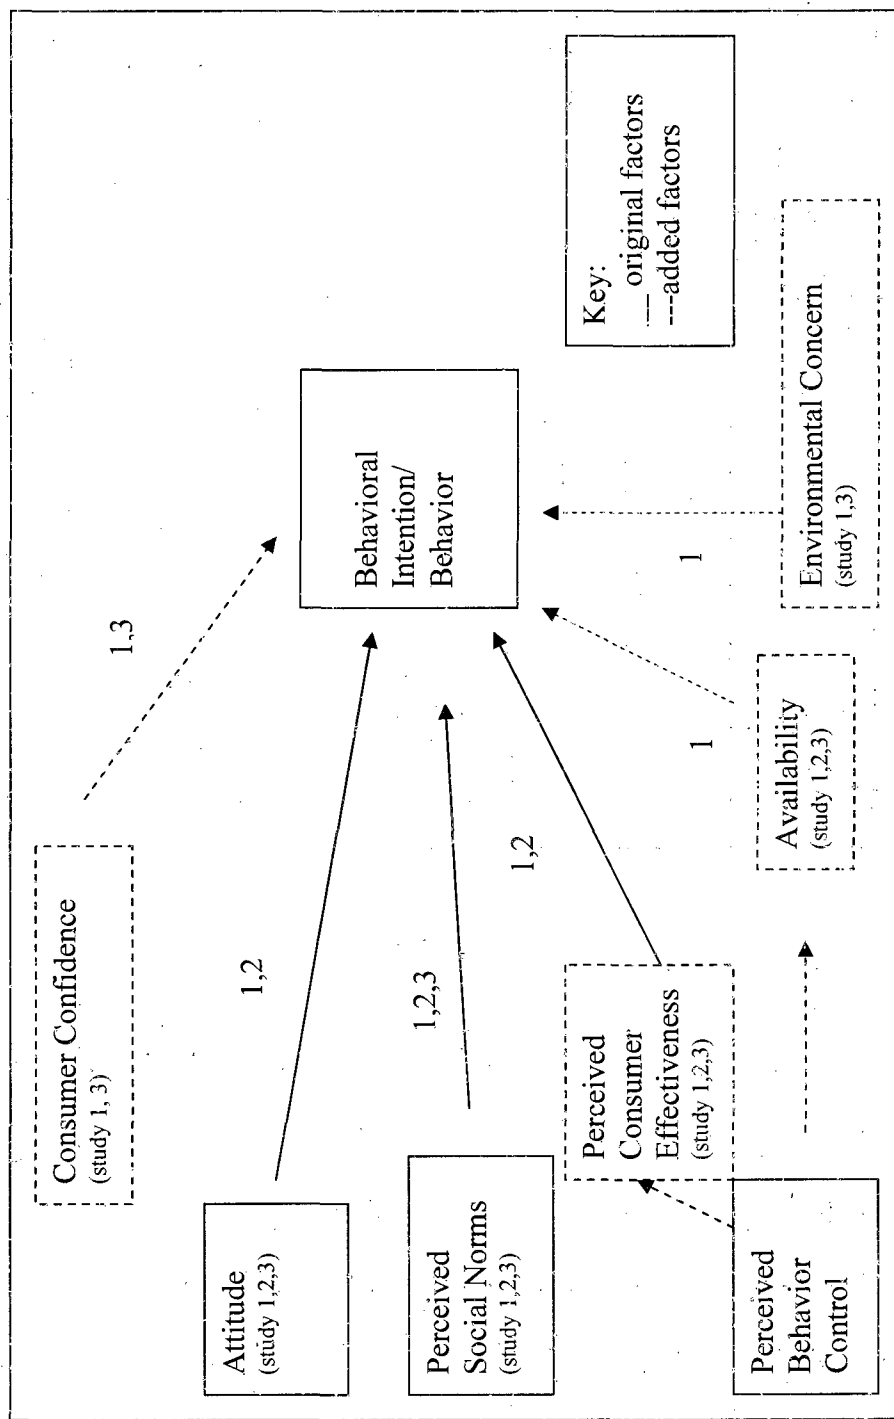 Consumer Confidence
(study 1, 3)
1,3
Attitude
(study 1,2,3)
1,2
Behavioral
Intention/
Behavior
Perceived
Social Norms
(study 1,2,3)
1,2,3
Perceived
Consumer
Effectiveness
(study 1,2,3)
1,2
Key:
— original factors
---added factors
Perceived
Behavior
Control
Availability
(study 1,2,3)
1
Environmental Concern
(study 1,3)
1